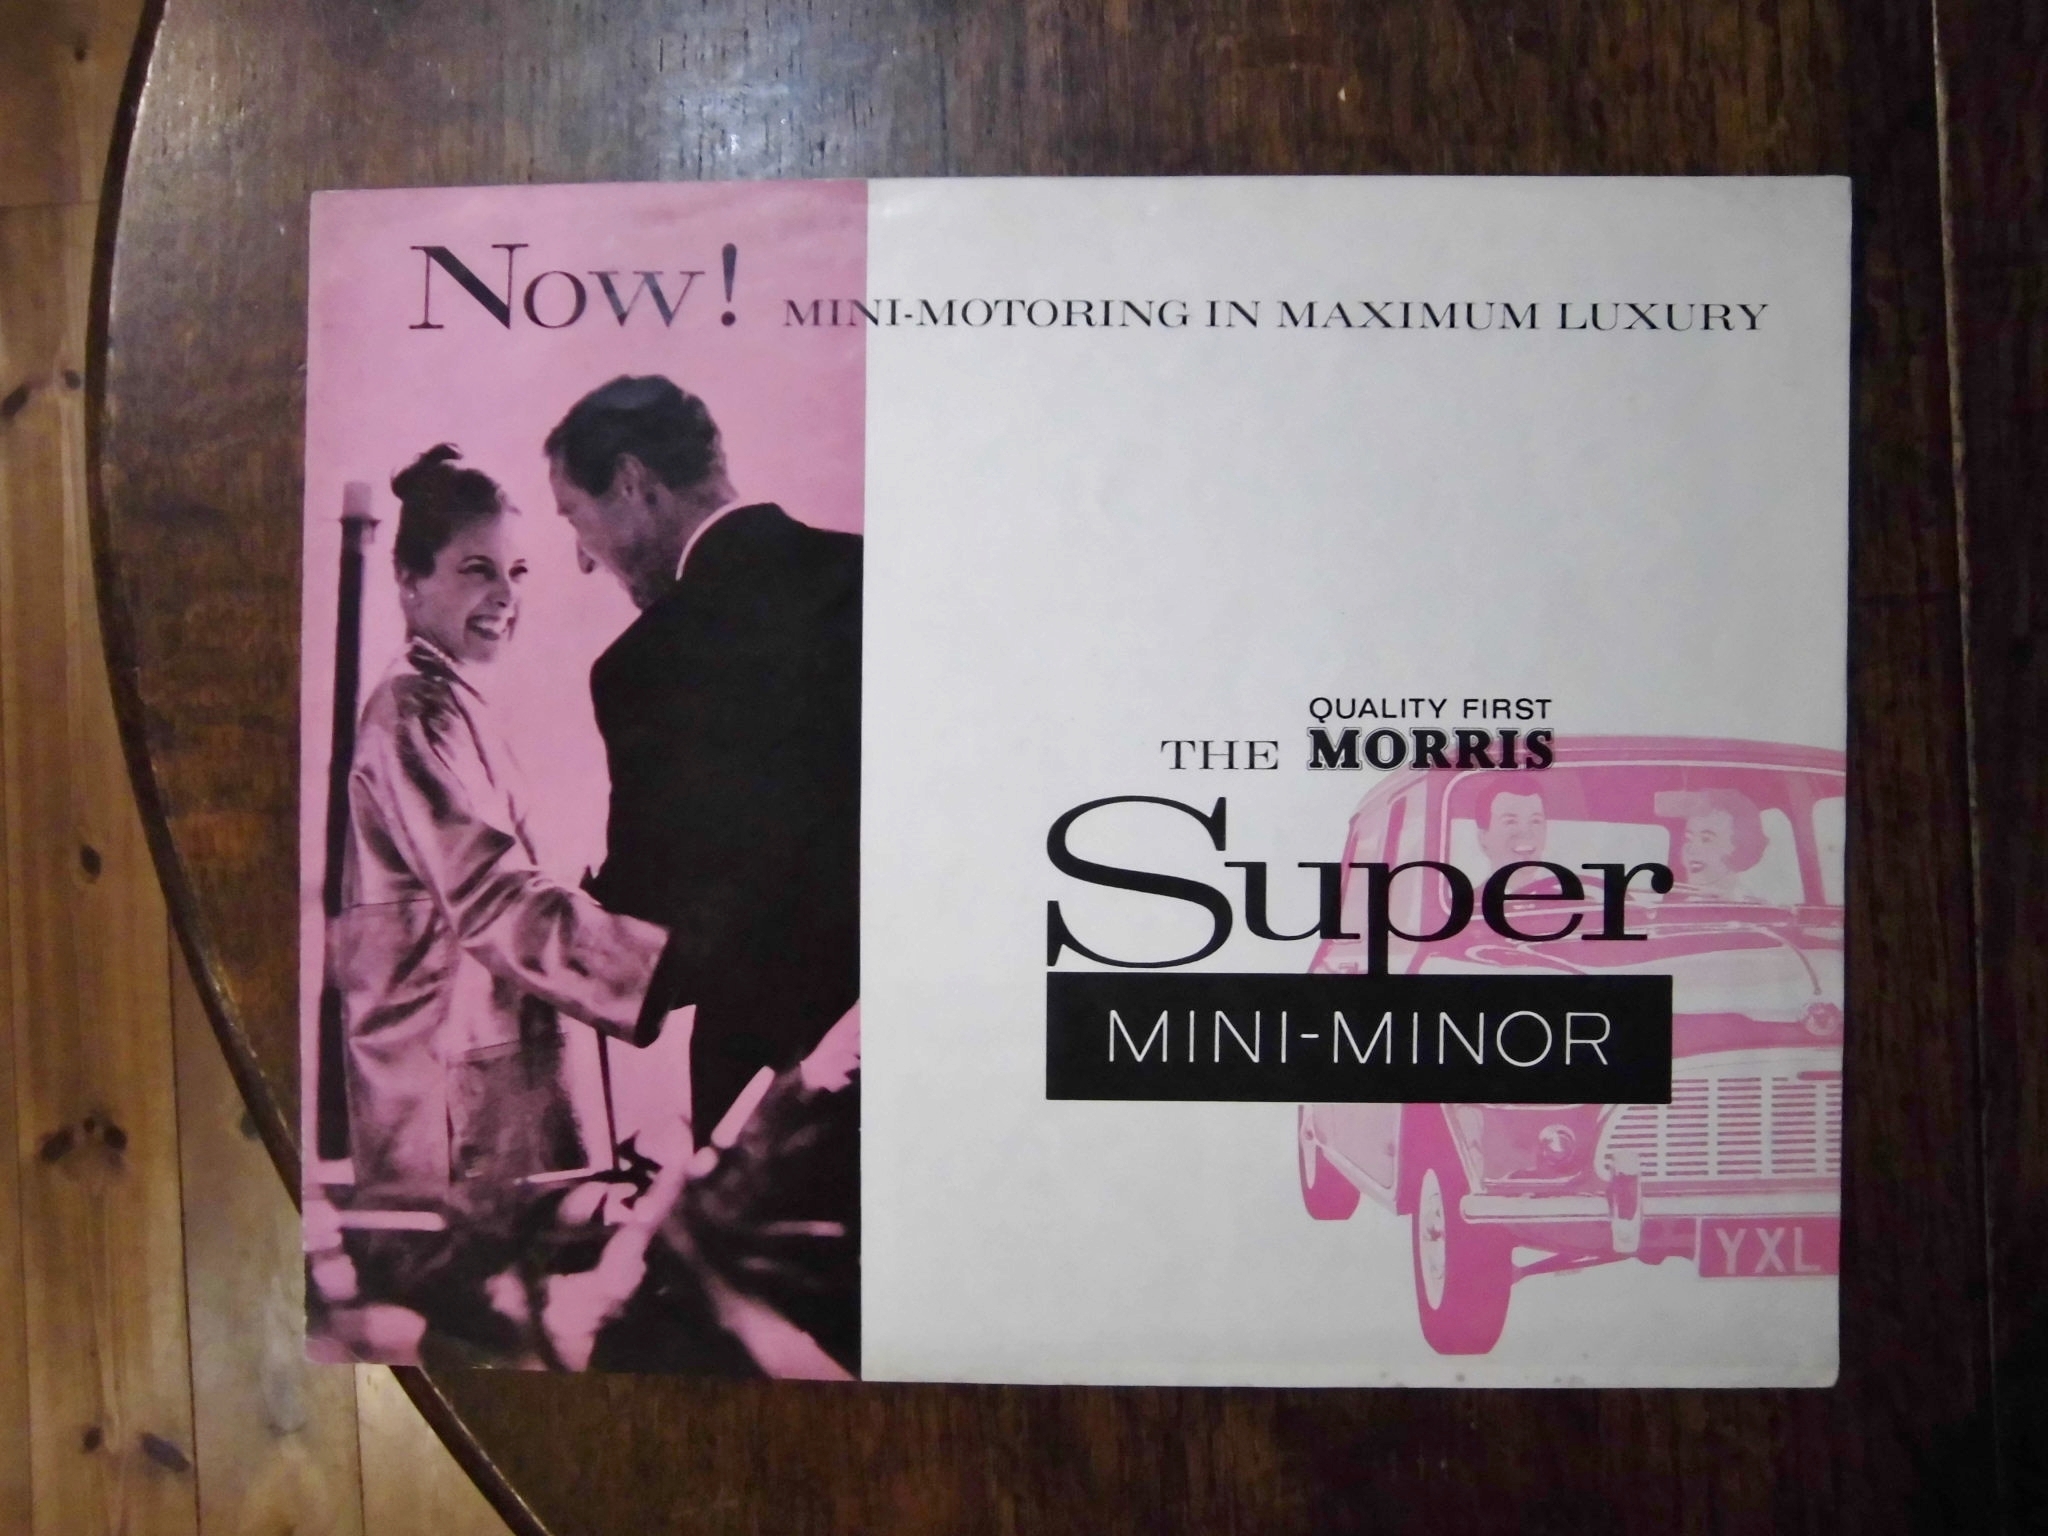 Now! MINI-MOTORING IN MAXIMUM LUXURY
QUALITY FIRST
THE MORRIS
Super
MINI-MINOR
YXL